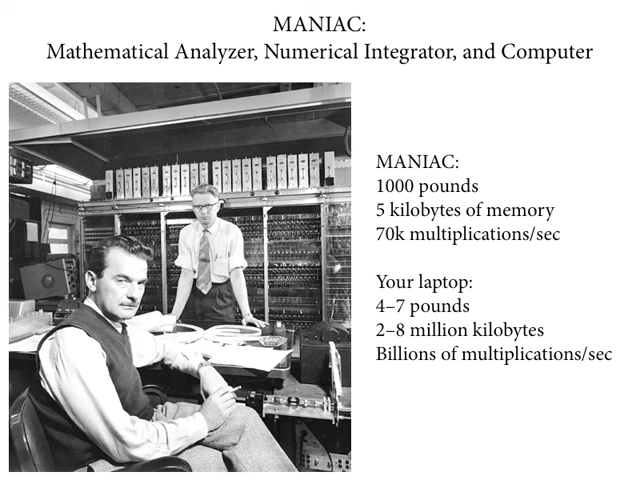 MANIAC:
Mathematical Analyzer, Numerical Integrator, and Computer
MANIAC:
1000 pounds
5 kilobytes of memory
70k multiplications/sec
Your laptop:
4–7 pounds
2–8 million kilobytes
Billions of multiplications/sec